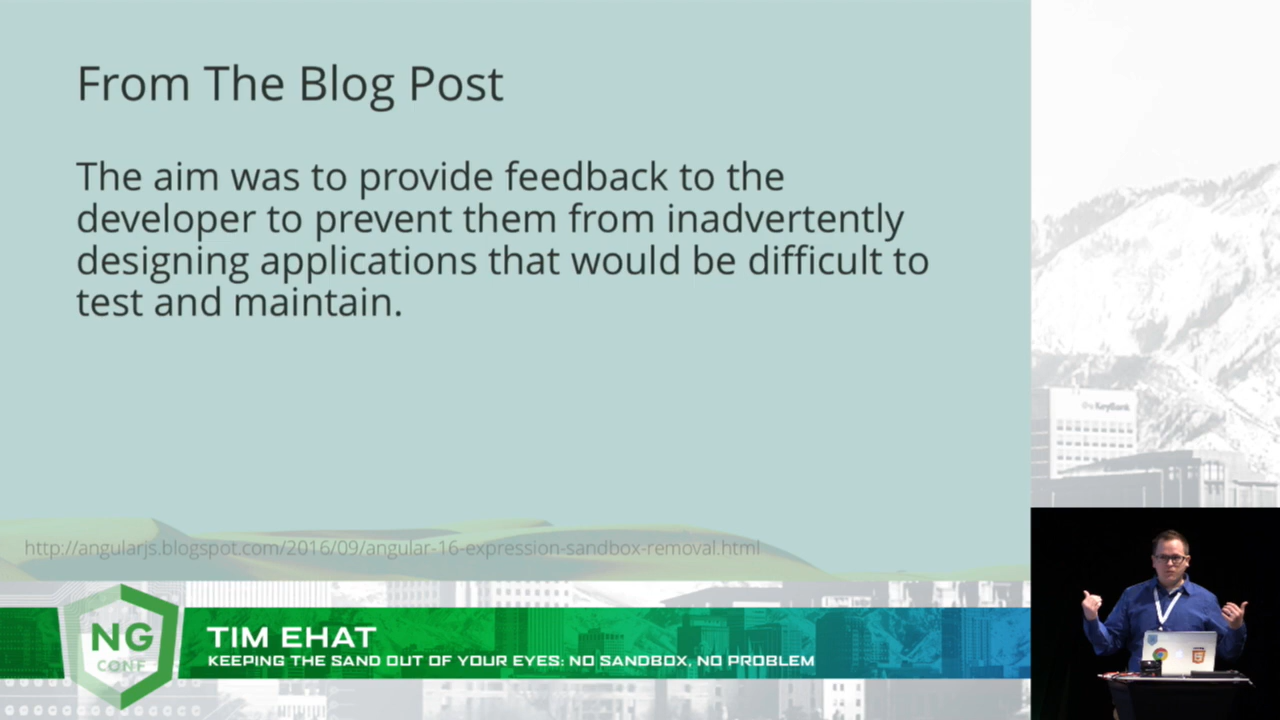 From The Blog Post
The aim was to provide feedback to the
developer to prevent them from inadvertently
designing applications that would be difficult to
test and maintain.
http://angularjs.blogspot.com/2016/09/angular-16-expression-sandbox-removal.html
KeyBank
NG
CONF
TIM EHAT
KEEPING THE SAND OUT OF YOUR EYES: NO SANDBOX, NO PROBLEM